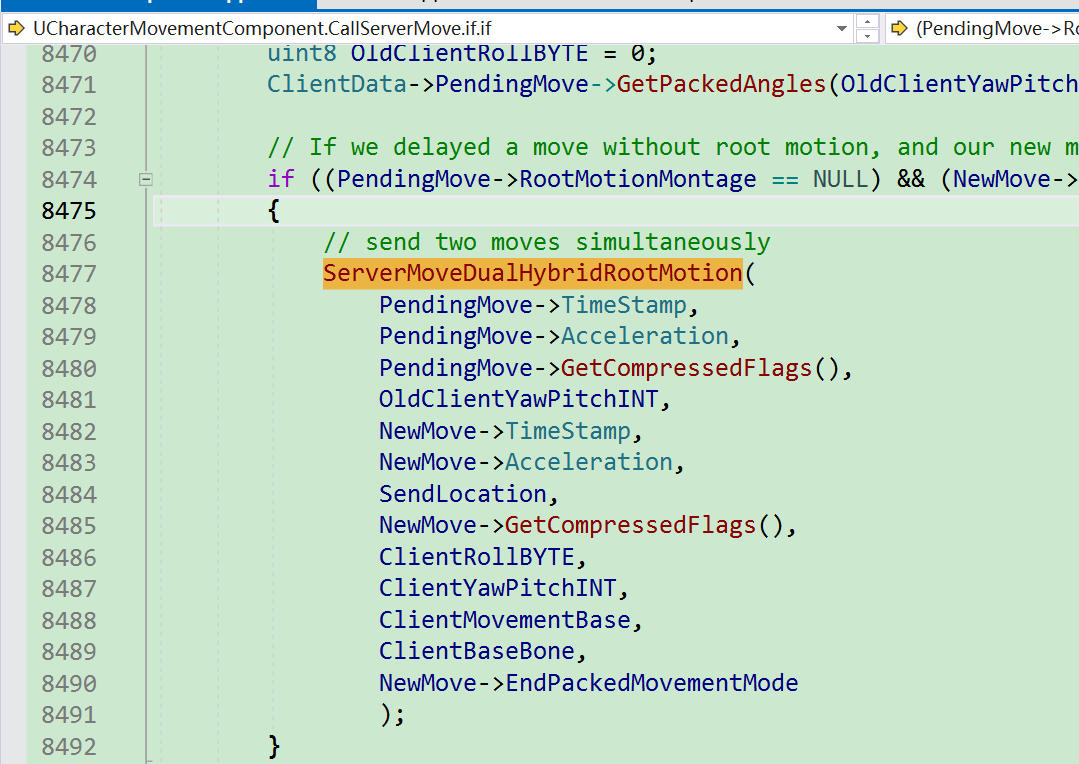 UCharacterMovementComponent.CallServerMove.if.if
(PendingMove->Ro
8470 uint8 OldClientRollBYTE = 0;
8471 ClientData->PendingMove->GetPackedAngles(OldClientYawPitch
8472
8473 // If we delayed a move without root motion, and our new m
8474 if ((PendingMove->RootMotionMontage == NULL) && (NewMove->
8475 {
8476 // send two moves simultaneously
8477 ServerMoveDualHybridRootMotion(
8478 PendingMove->TimeStamp,
8479 PendingMove->Acceleration,
8480 PendingMove->GetCompressedFlags(),
8481 OldClientYawPitchINT,
8482 NewMove->TimeStamp,
8483 NewMove->Acceleration,
8484 SendLocation,
8485 NewMove->GetCompressedFlags(),
8486 ClientRollBYTE,
8487 ClientYawPitchINT,
8488 ClientMovementBase,
8489 ClientBaseBone,
8490 NewMove->EndPackedMovementMode
8491 );
8492 }